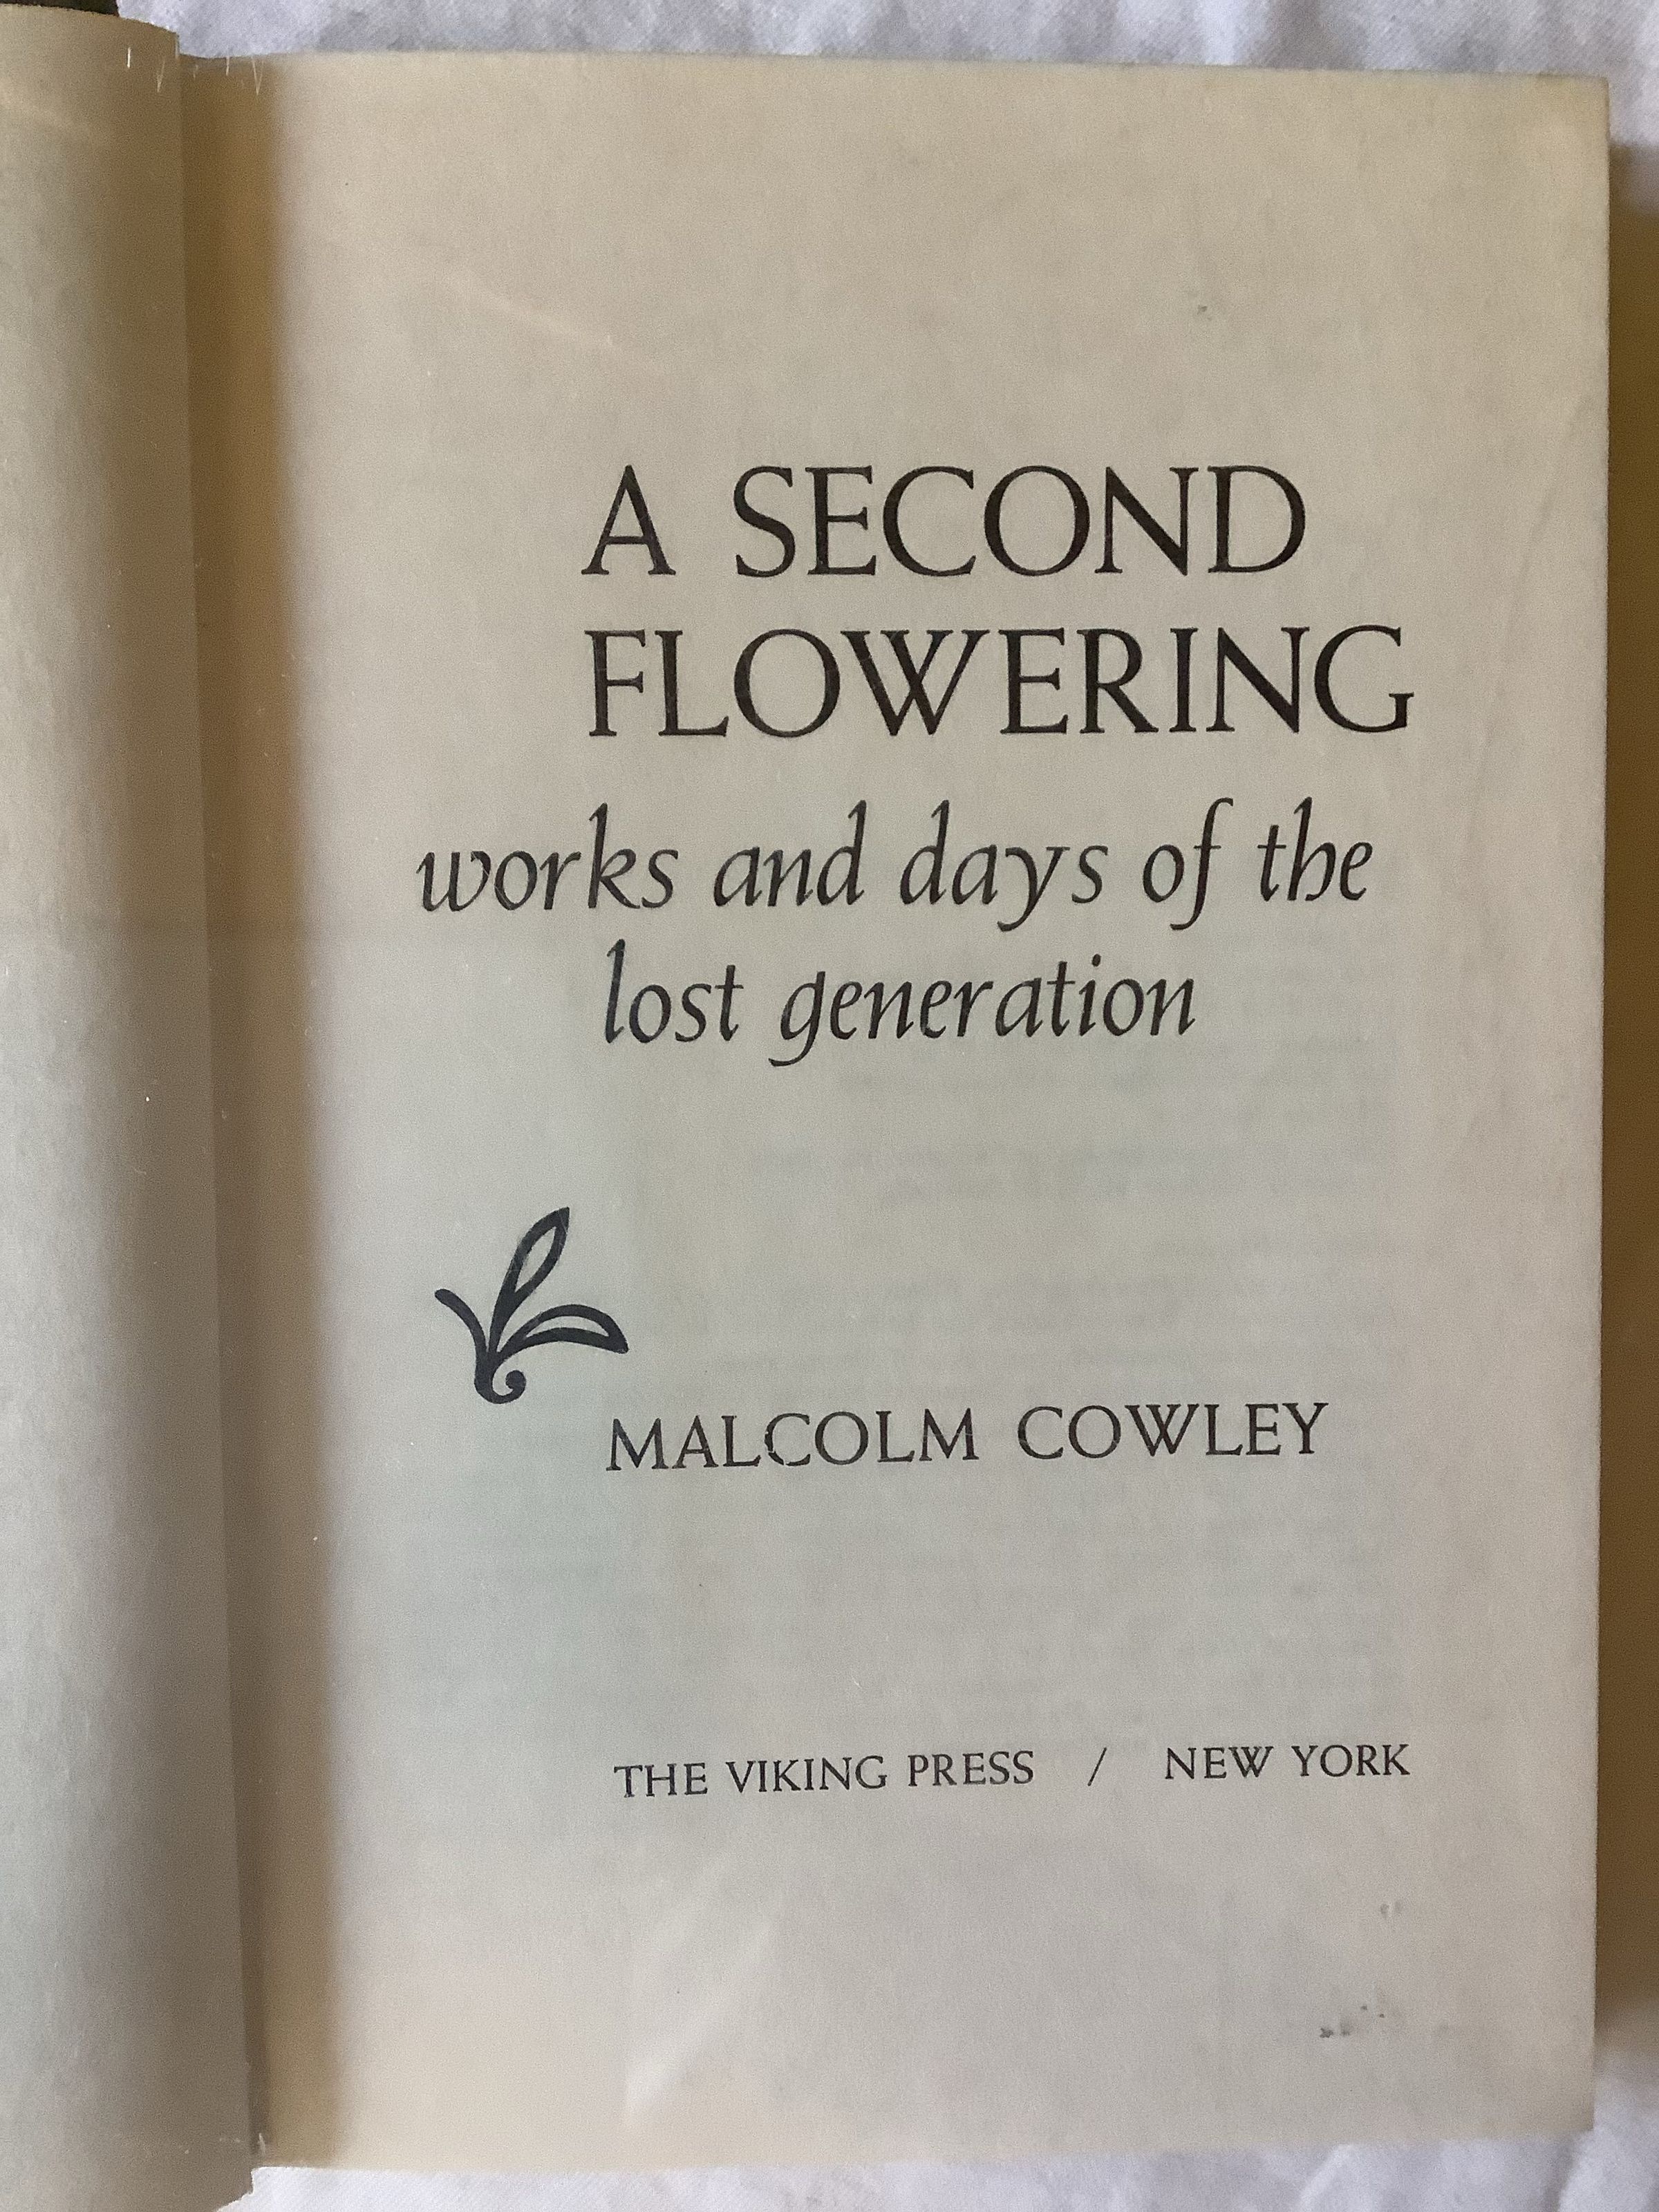 A SECOND
FLOWERING
works and days of the
lost generation
MALCOLM COWLEY
THE VIKING PRESS / NEW YORK